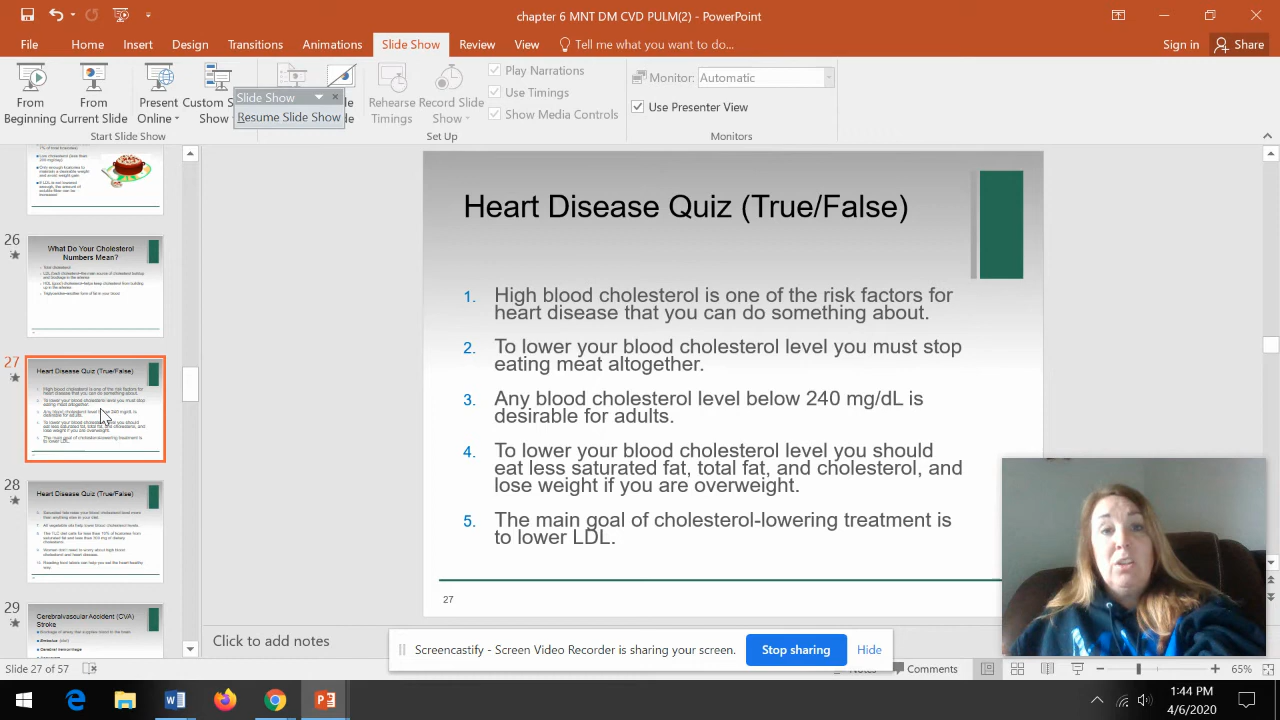 chapter 6 MNT DM CVD PULM(2) - PowerPoint
File Home Insert Design Transitions Animations Slide Show Review View Tell me what you want to do... Sign in Share
From Beginning
From Current Slide
Present Online
Custom S
Show
Slide Show
Resume Slide Show
le
Rehearse Timings
Record Slide Show
Play Narrations
Use Timings
Show Media Controls
Monitor: Automatic
Use Presenter View
Start Slide Show
Set Up
Monitors
26
What Do Your Cholesterol
Numbers Mean?
27
Heart Disease Quiz (True/False)
28
Heart Disease Quiz (True/False)
29
Cerebralvascular Accident (CVA)
Stroke
Heart Disease Quiz (True/False)
1. High blood cholesterol is one of the risk factors for
heart disease that you can do something about.
2. To lower your blood cholesterol level you must stop
eating meat altogether.
3. Any blood cholesterol level below 240 mg/dL is
desirable for adults.
4. To lower your blood cholesterol level you should
eat less saturated fat, total fat, and cholesterol, and
lose weight if you are overweight.
5. The main goal of cholesterol-lowering treatment is
to lower LDL.
27
Click to add notes
Screencastify - Screen Video Recorder is sharing your screen. Stop sharing Hide
Slide 27 of 57
Notes
Comments
65%
1:44 PM
4/6/2020